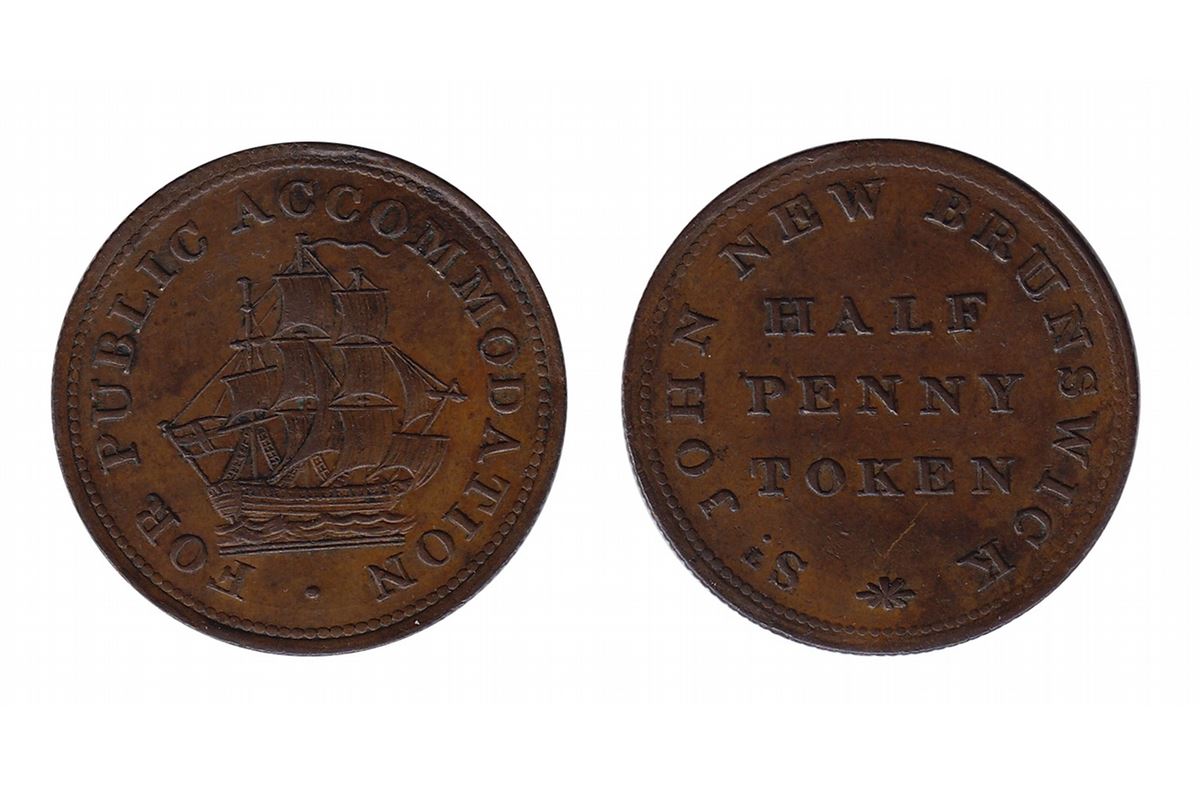 FOR PUBLIC ACCOMMODATION
ST. JOHN NEW BRUNSWICK
HALF
PENNY
TOKEN